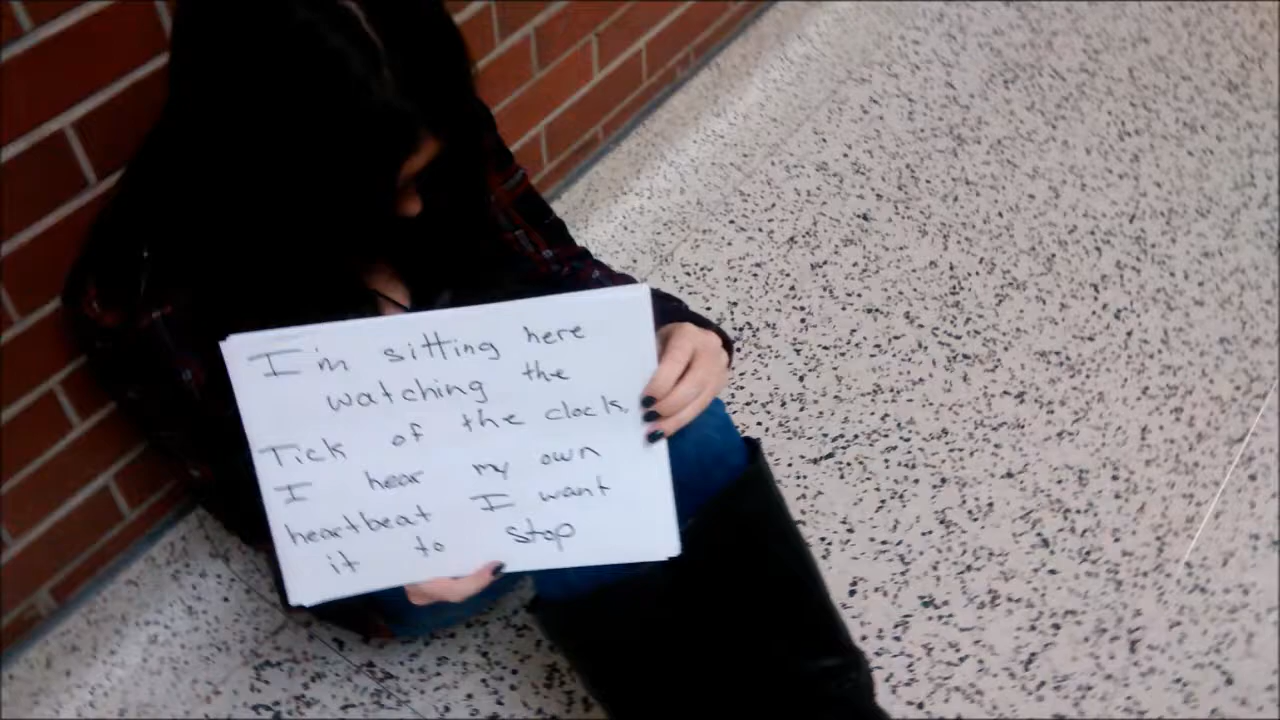 I'm sitting here
watching the
Tick of the clock,
I hear my own
heartbeat I want
it to stop